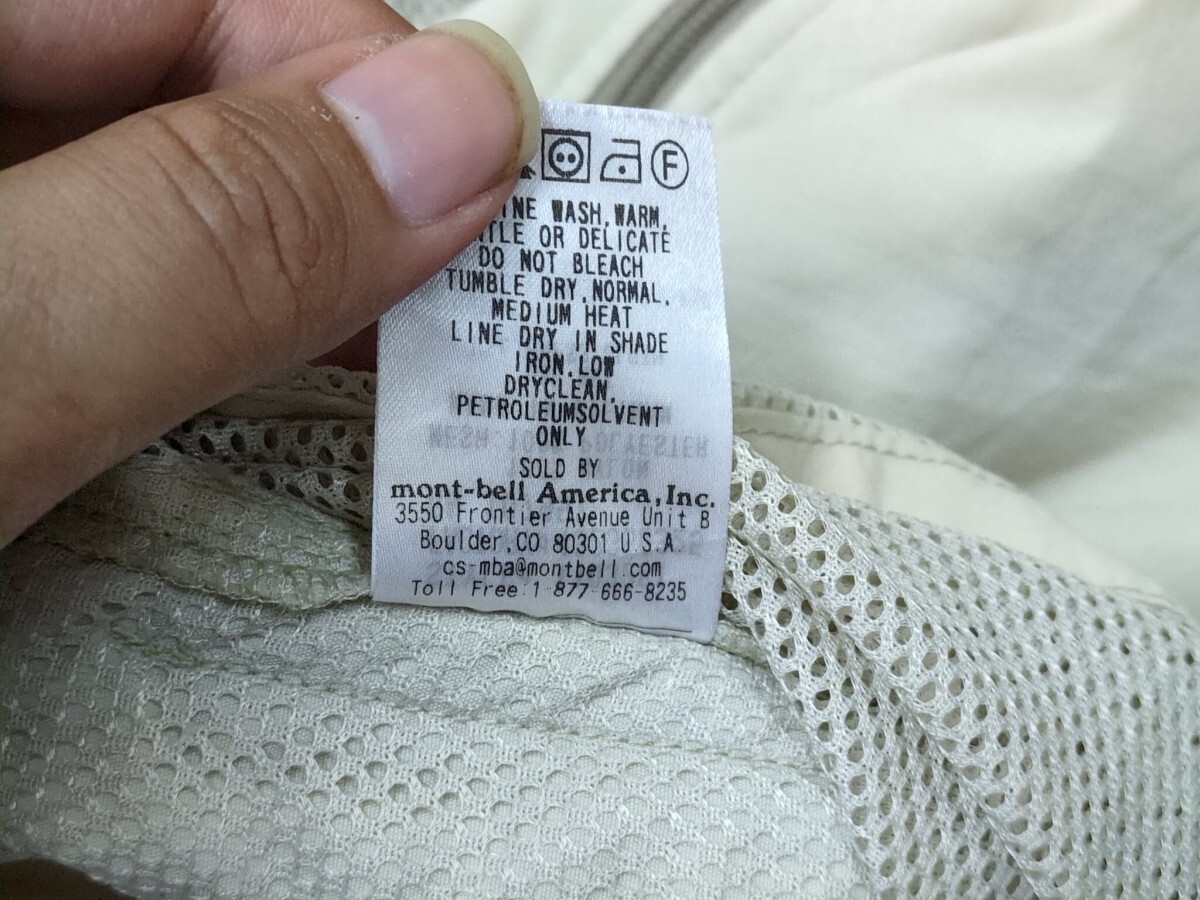 F
INE WASH,WARM,
NTLE OR DELICATE
DO NOT BLEACH
TUMBLE DRY,NORMAL,
MEDIUM HEAT
LINE DRY IN SHADE
IRON,LOW
DRYCLEAN,
PETROLEUMSOLVENT
ONLY
SOLD BY
mont-bell America,Inc.
3550 Frontier Avenue Unit B
Boulder,CO 80301 U.S.A.
cs-mba@montbell.com
Toll Free:1-877-666-8235